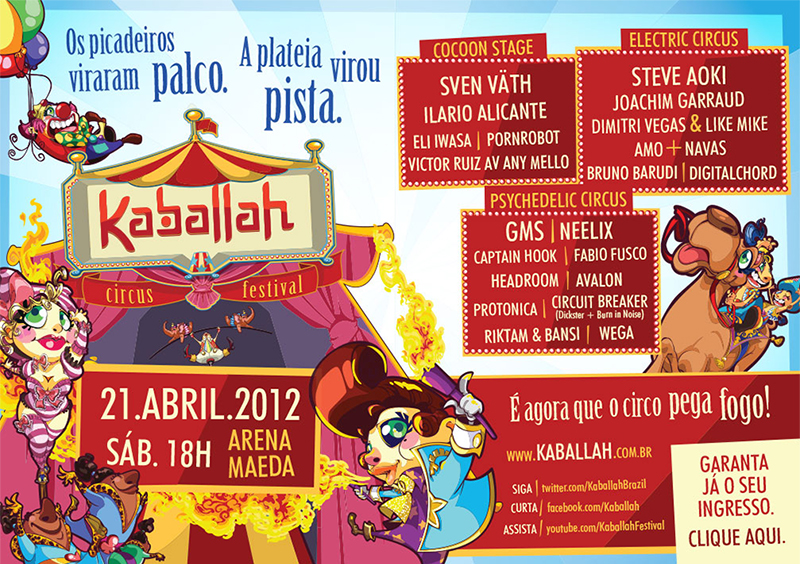 Os picadeiros
viraram palco.
A plateia virou
pista.
Kaballah
circus festival
21.ABRIL.2012
SÁB. 18H ARENA MAEDA
COCOON STAGE
SVEN VÄTH
ILARIO ALICANTE
ELI IWASA | PORNROBOT
VICTOR RUIZ AV ANY MELLO
ELECTRIC CIRCUS
STEVE AOKI
JOACHIM GARRAUD
DIMITRI VEGAS & LIKE MIKE
AMO + NAVAS
BRUNO BARUDI | DIGITALCHORD
PSYCHEDELIC CIRCUS
GMS | NEELIX
CAPTAIN HOOK | FABIO FUSCO
HEADROOM | AVALON
PROTONICA | CIRCUIT BREAKER
(Dickster + Burn in Noise)
RIKTAM & BANSI | WEGA
É agora que o circo pega fogo!
WWW.KABALLAH.COM.BR
SIGA | twitter.com/KaballahBrazil
CURTA | facebook.com/Kaballah
ASSISTA | youtube.com/KaballahFestival
GARANTA
JÁ O SEU
INGRESSO.
CLIQUE AQUI.